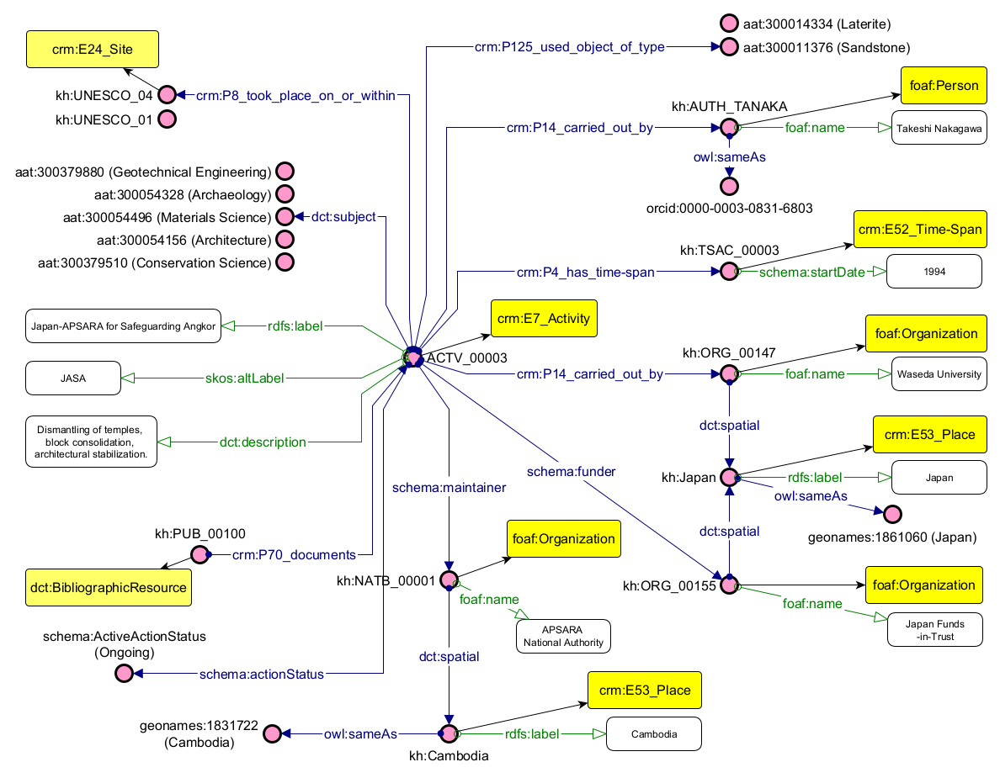 aat:300014334 (Laterite)
crm:E24_Site
crm:P125_used_object_of_type
aat:300011376 (Sandstone)
foaf:Person
kh:UNESCO_04
crm:P8_took_place_on_or_within
kh:AUTH_TANAKA
kh:UNESCO_01
crm:P14_carried_out_by
foaf:name
Takeshi Nakagawa
owl:sameAs
aat:300379880 (Geotechnical Engineering)
aat:300054328 (Archaeology)
orcid:0000-0003-0831-6803
aat:300054496 (Materials Science)
dct:subject
crm:E52_Time-Span
aat:300054156 (Architecture)
kh:TSAC_00003
aat:300379510 (Conservation Science)
crm:P4_has_time-span
schema:startDate
1994
crm:E7_Activity
Japan-APSARA for Safeguarding Angkor
rdfs:label
foaf:Organization
kh:ORG_00147
ACTV_00003
crm:P14_carried_out_by
foaf:name
Waseda University
JASA
skos:altLabel
dct:spatial
Dismantling of temples,
block consolidation,
architectural stabilization.
dct:description
crm:E53_Place
schema:funder
kh:Japan
rdfs:label
Japan
schema:maintainer
owl:sameAs
geonames:1861060 (Japan)
dct:spatial
kh:PUB_00100
crm:P70_documents
foaf:Organization
dct:BibliographicResource
kh:NATB_00001
kh:ORG_00155
foaf:Organization
foaf:name
foaf:name
APSARA
National Authority
Japan Funds
-in-Trust
schema:ActiveActionStatus
(Ongoing)
dct:spatial
schema:actionStatus
crm:E53_Place
geonames:1831722
(Cambodia)
owl:sameAs
rdfs:label
Cambodia
kh:Cambodia